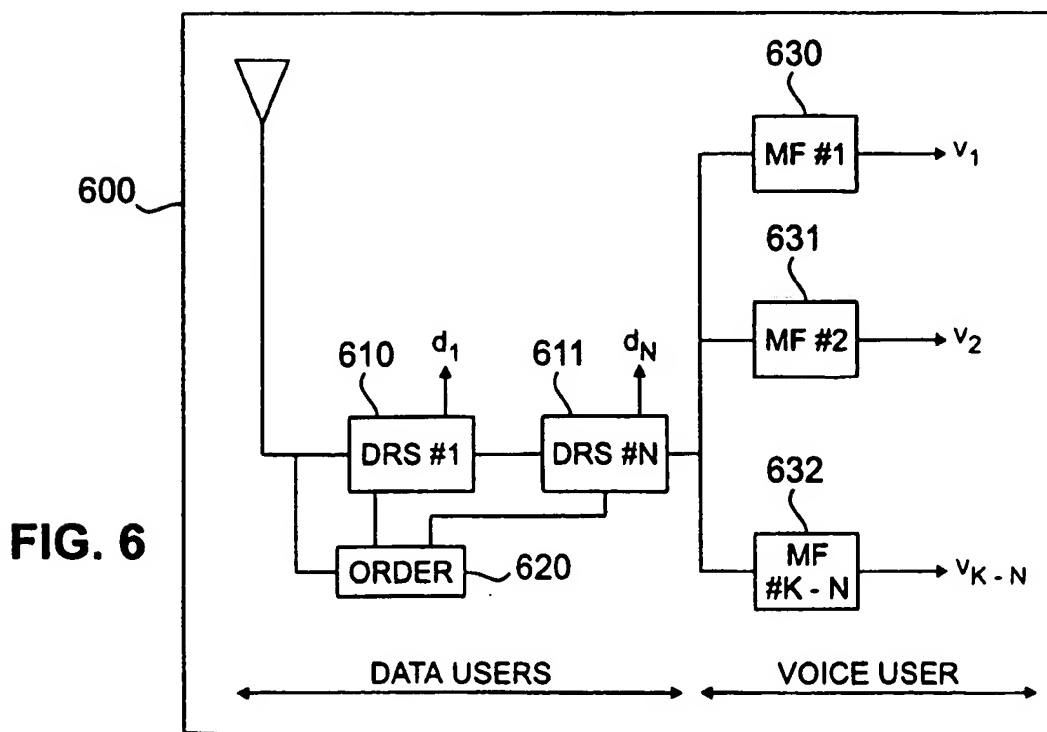 630
MF #1
v1
600
631
MF #2
v2
610
d1
611
dN
DRS #1
DRS #N
632
MF
#K - N
vK - N
FIG. 6
ORDER
620
DATA USERS
VOICE USER